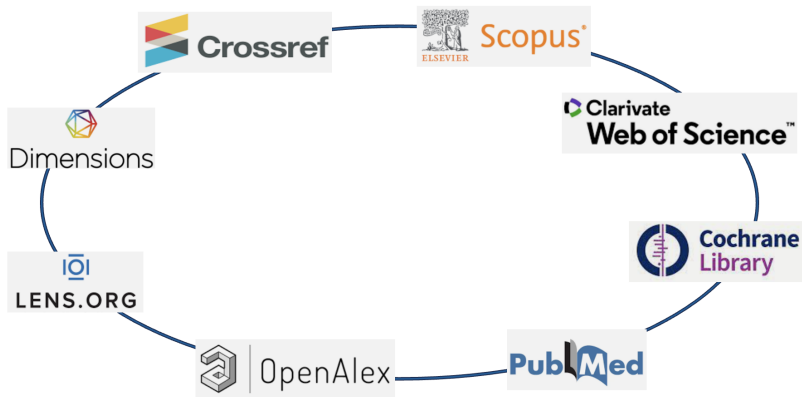 Crossref
ELSEVIER
Scopus®
Clarivate
Web of Science™
Cochrane
Library
PubMed
OpenAlex
LENS.ORG
Dimensions